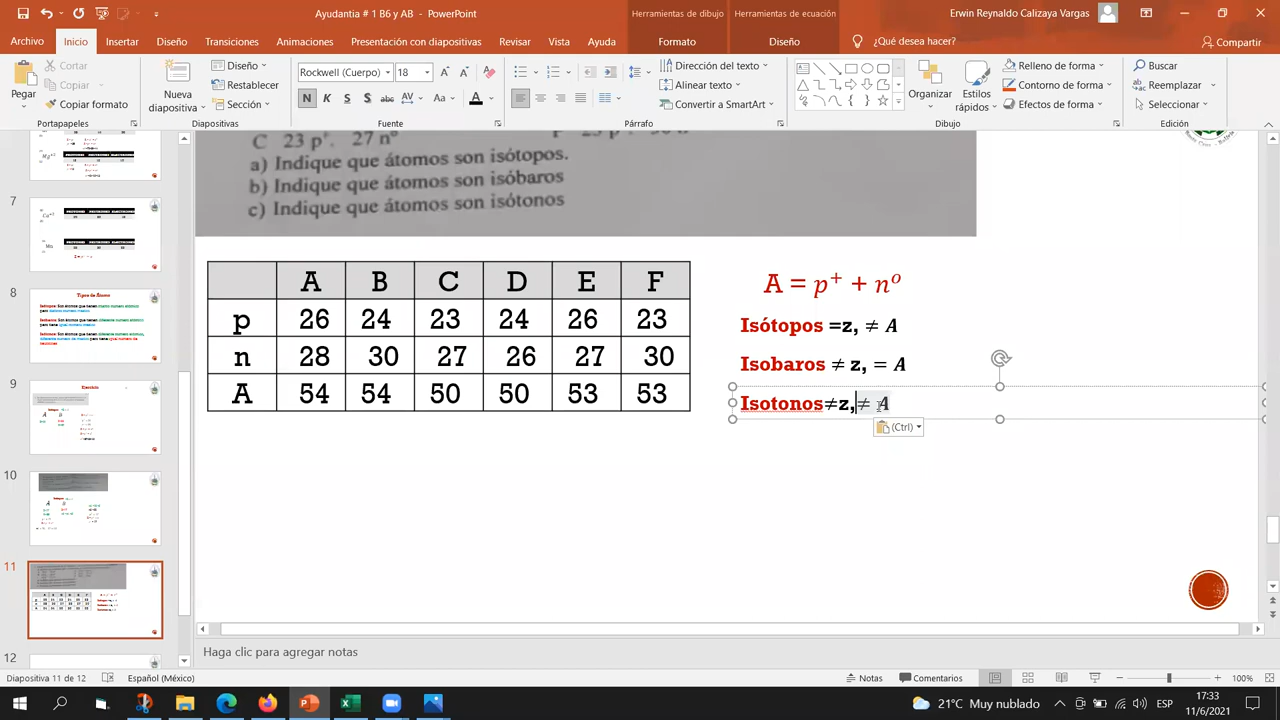 Ayudantia # 1 B6 y AB - PowerPoint
Herramientas de dibujo
Herramientas de ecuación
Erwin Reynaldo Calizaya Vargas
Archivo Inicio Insertar Diseño Transiciones Animaciones Presentación con diapositivas Revisar Vista Ayuda Formato Diseño ¿Qué desea hacer? Compartir
Pegar
Cortar
Copiar
Copiar formato
Portapapeles
Nueva diapositiva
Diseño
Restablecer
Sección
Diapositivas
Rockwell (Cuerpo) 18
N K S S abc AV Aa A
Fuente
Dirección del texto
Alinear texto
Convertir a SmartArt
Párrafo
Organizar
Estilos rápidos
Relleno de forma
Contorno de forma
Efectos de forma
Dibujo
Buscar
Reemplazar
Seleccionar
Edición
7
8
Tipos de Átomo
9
Ejercicio
10
11
12
C 23 p⁺. 27 n⁰
a) Indique que átomos son isótopos.
b) Indique que átomos son isóbaros
c) Indique que átomos son isótonos
A B C D E F
p 26 24 23 24 26 23
n 28 30 27 26 27 30
A 54 54 50 50 53 53
A = p⁺ + nᵒ
Isótopos =z, ≠ A
Isobaros ≠ z, = A
Isotonos≠z,≠ A
(Ctrl)
Haga clic para agregar notas
Diapositiva 11 de 12
Español (México)
Notas
Comentarios
100%
21°C Muy nublado
ESP
17:33
11/6/2021